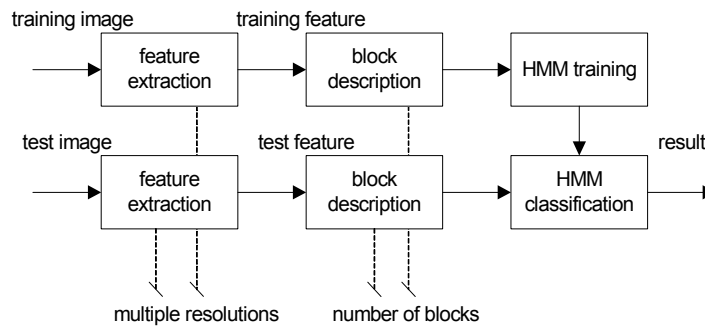 training image
training feature
feature
extraction
block
description
HMM training
test image
test feature
result
feature
extraction
block
description
HMM
classification
multiple resolutions
number of blocks